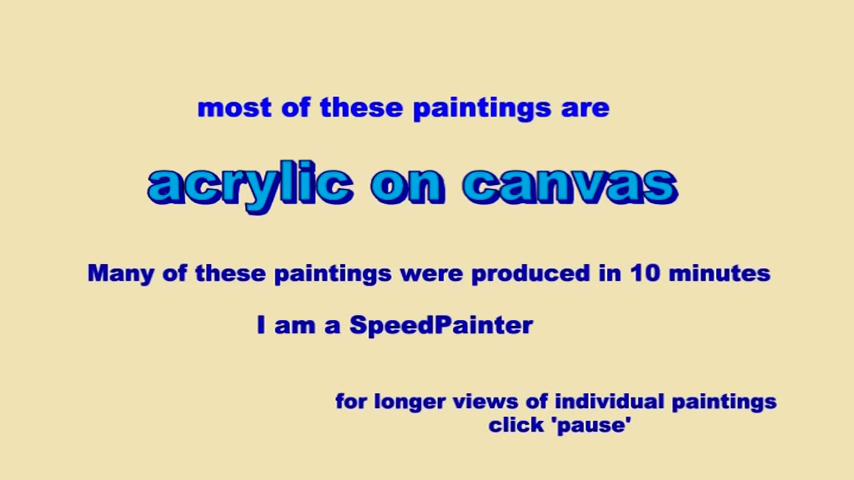 most of these paintings are
acrylic on canvas
Many of these paintings were produced in 10 minutes
I am a SpeedPainter
for longer views of individual paintings
click 'pause'